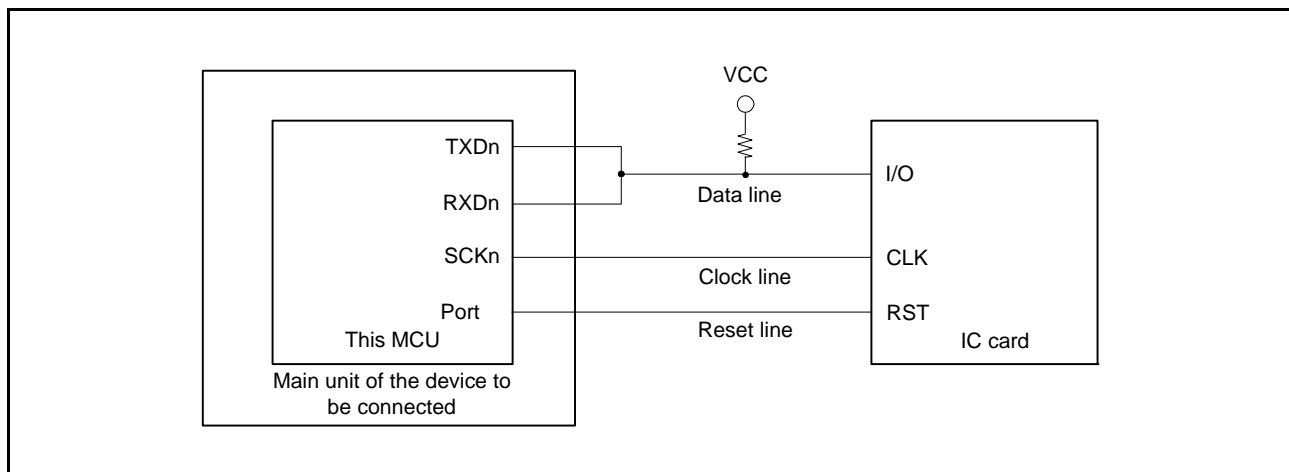 VCC
TXDn
RXDn
SCKn
Port
This MCU
Main unit of the device to
be connected
Data line
Clock line
Reset line
I/O
CLK
RST
IC card